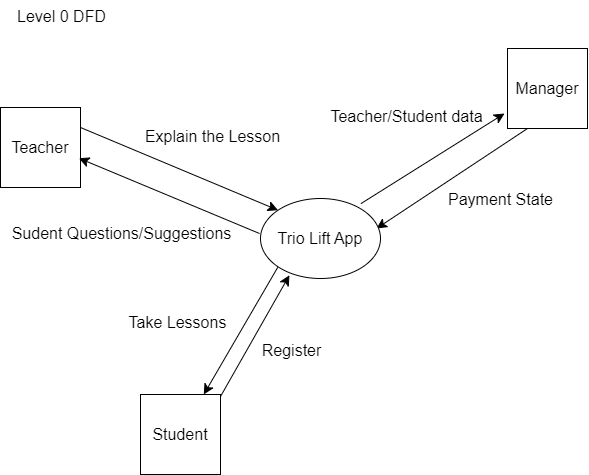 Level 0 DFD
Manager
Teacher/Student data
Explain the Lesson
Teacher
Payment State
Sudent Questions/Suggestions
Trio Lift App
Take Lessons
Register
Student